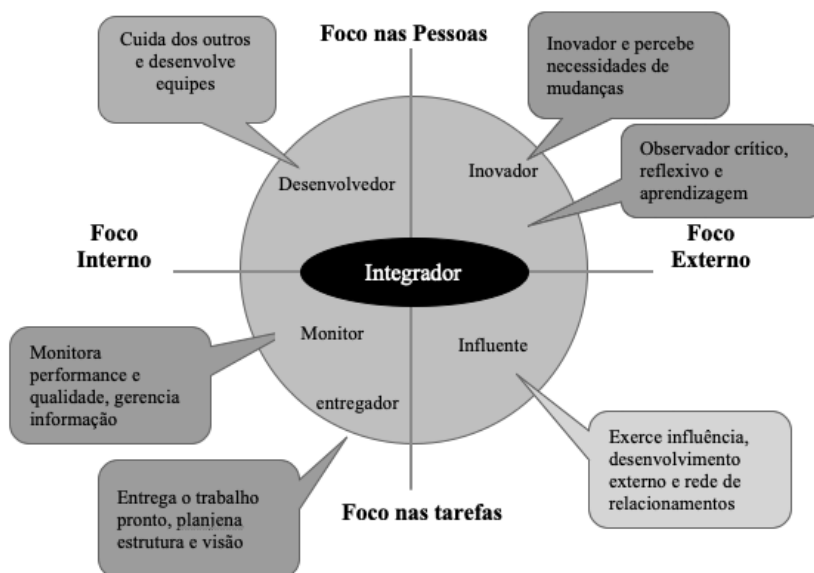 Cuida dos outros
e desenvolve
equipes
Foco nas Pessoas
Inovador e percebe
necessidades de
mudanças
Observador crítico,
reflexivo e
aprendizagem
Desenvolvedor
Inovador
Foco
Interno
Integrador
Foco
Externo
Monitor
Influente
entregador
Monitora
performance e
qualidade, gerencia
informação
Entrega o trabalho
pronto, planjena
estrutura e visão
Foco nas tarefas
Exerce influência,
desenvolvimento
externo e rede de
relacionamentos